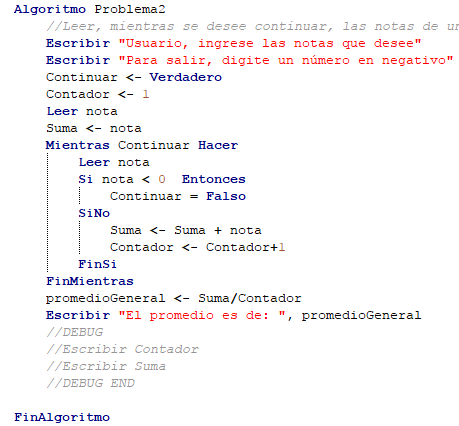 Algoritmo Problema2
//Leer, mientras se desee continuar, las notas de
Escribir "Usuario, ingrese las notas que desee"
Escribir "Para salir, digite un número en negativo"
Continuar <- Verdadero
Contador <- 1
Leer nota
Suma <- nota
Mientras Continuar Hacer
Leer nota
Si nota < 0  Entonces
Continuar = Falso
SiNo
Suma <- Suma + nota
Contador <- Contador+1
FinSi
FinMientras
promedioGeneral <- Suma/Contador
Escribir "El promedio es de: ", promedioGeneral
//DEBUG
//Escribir Contador
//Escribir Suma
//DEBUG END
FinAlgoritmo